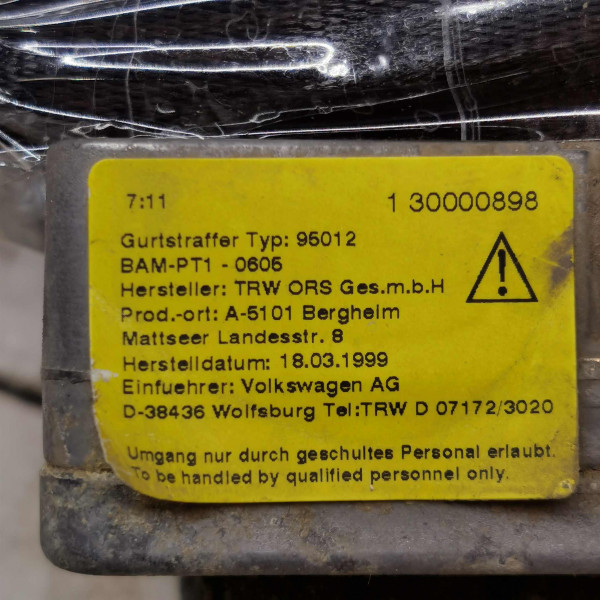 7:11 1 30000898
Gurtstraffer Typ: 95012
BAM-PT1 - 0605
Hersteller: TRW ORS Ges.m.b.H
Prod.-ort: A-5101 Bergheim
Mattseer Landesstr. 8
Herstelldatum: 18.03.1999
Einfuehrer: Volkswagen AG
D-38436 Wolfsburg Tel:TRW D 07172/3020
Umgang nur durch geschultes Personal erlaubt.
To be handled by qualified personnel only.